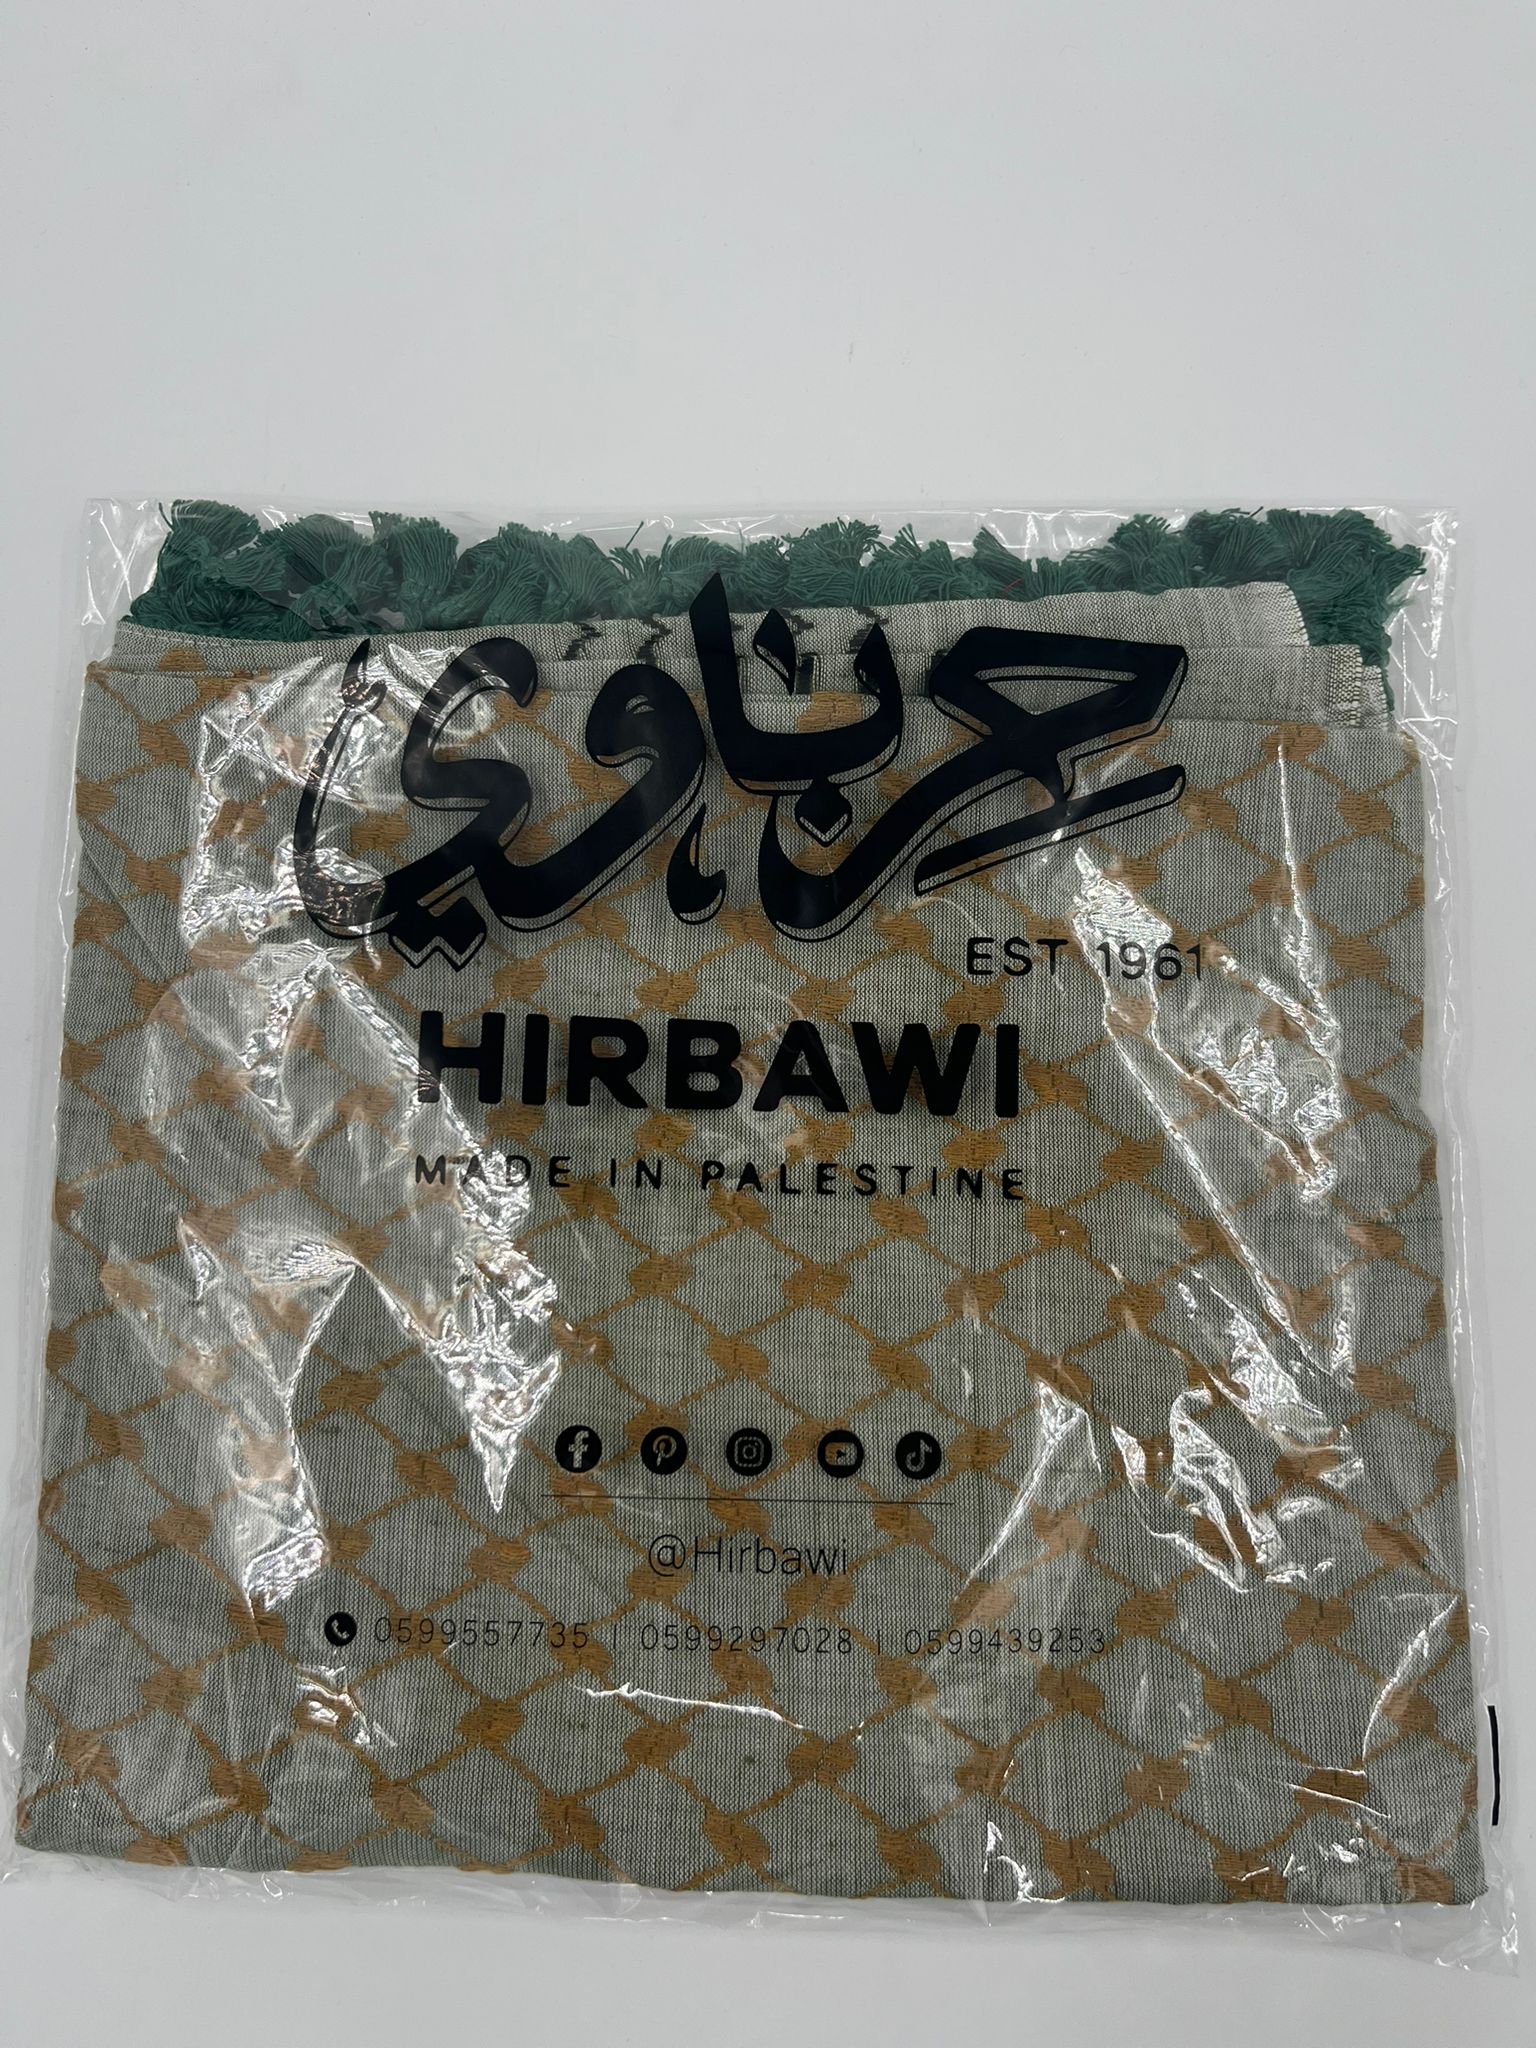 حرباوي
EST 1961
HIRBAWI
MADE IN PALESTINE
@Hirbawi
0599557735 | 0599297028 | 0599439253